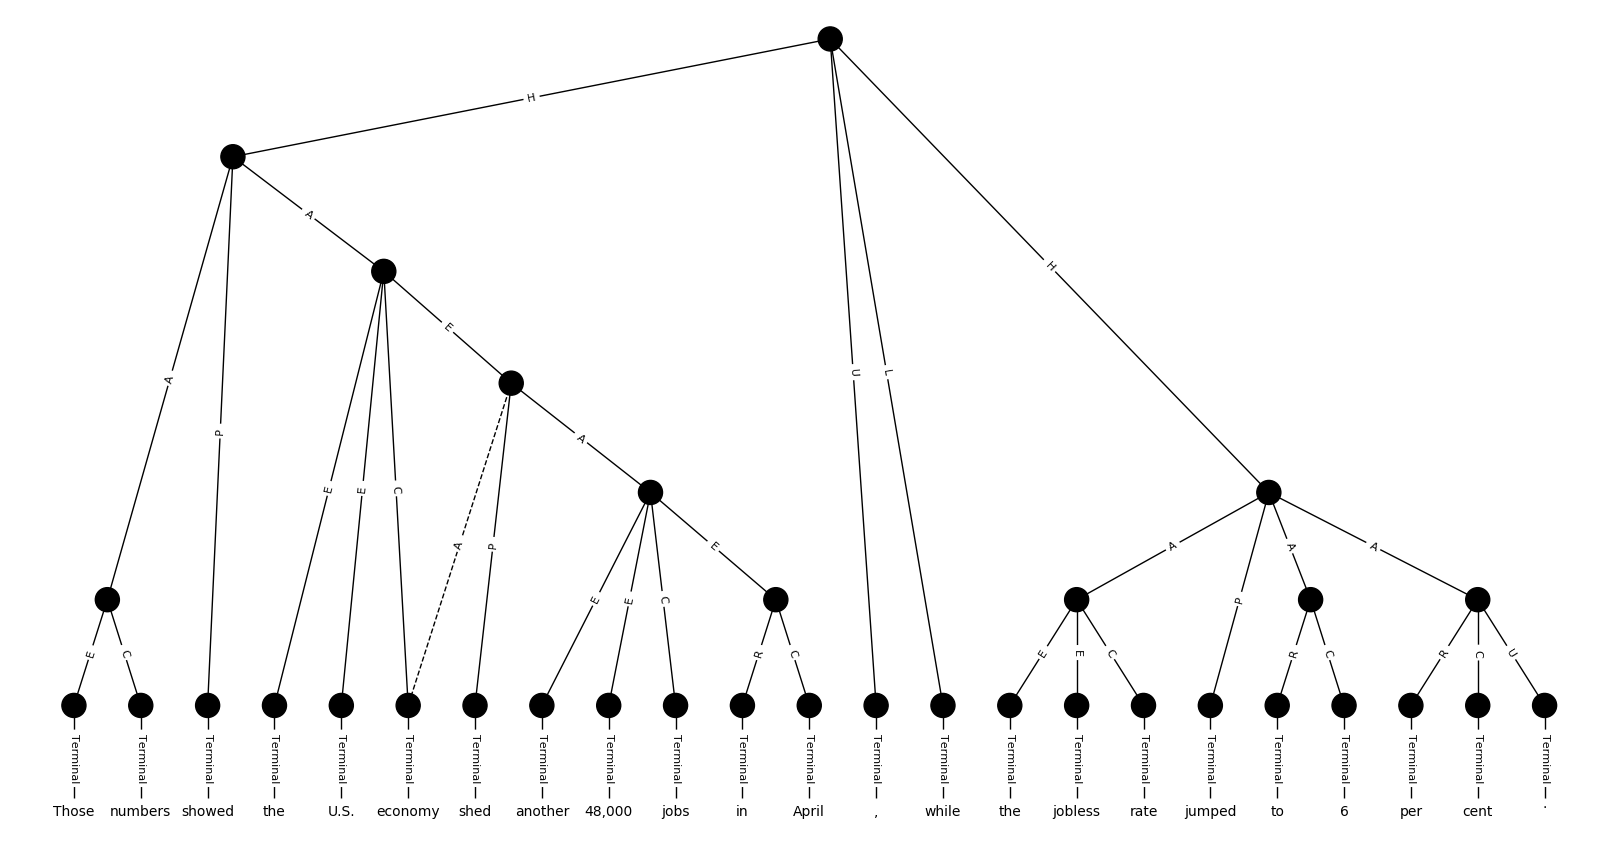 H
A
A
H
E
A
P
U
L
A
E
E
C
A
P
E
A
P
A
A
E
E
C
E
C
R
C
E
E
C
R
C
R
C
U
Terminal Terminal Terminal Terminal Terminal Terminal Terminal Terminal Terminal Terminal Terminal Terminal Terminal Terminal Terminal Terminal Terminal Terminal Terminal Terminal Terminal Terminal Terminal
Those numbers showed the U.S. economy shed another 48,000 jobs in April , while the jobless rate jumped to 6 per cent .